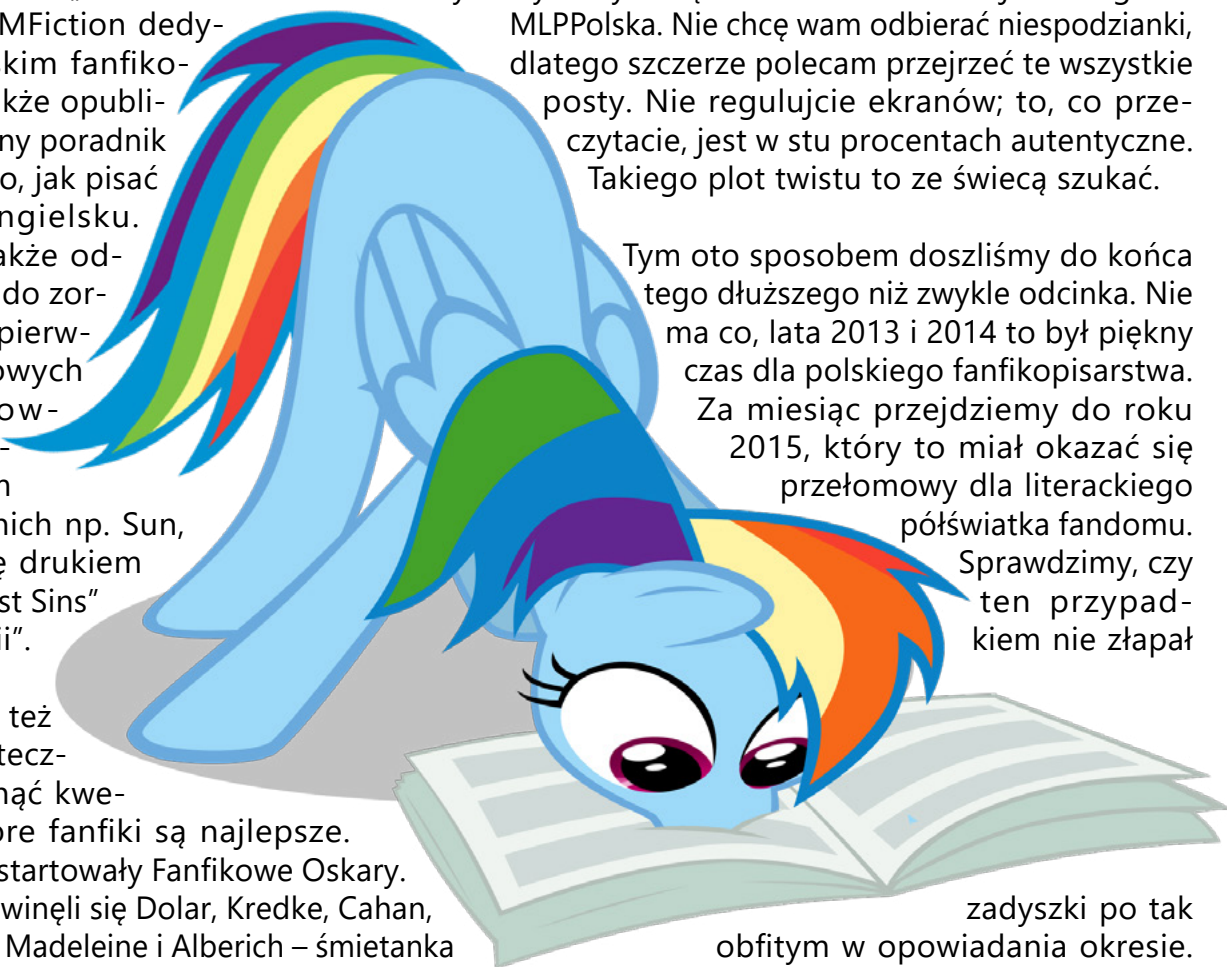 MFiction dedy-
skim fanfiko-
kże opubli-
ny poradnik
o, jak pisać
ngielsku.
akże od-
do zor-
pierw-
owych
ow-
-
nich np. Sun,
ę drukiem
st Sins”
ii”.
też
tecz-
nąć kwe-
óre fanfiki są najlepsze.
startowały Fanfikowe Oskary.
winęli się Dolar, Kredke, Cahan,
Madeleine i Alberich – śmietanka
MLPPolska. Nie chcę wam odbierać niespodzianki,
dlatego szczerze polecam przejrzeć te wszystkie
posty. Nie regulujcie ekranów; to, co prze-
czytacie, jest w stu procentach autentyczne.
Takiego plot twistu to ze świecą szukać.
Tym oto sposobem doszliśmy do końca
tego dłuższego niż zwykle odcinka. Nie
ma co, lata 2013 i 2014 to był piękny
czas dla polskiego fanfikopisarstwa.
Za miesiąc przejdziemy do roku
2015, który to miał okazać się
przełomowy dla literackiego
półświatka fandomu.
Sprawdzimy, czy
ten przypad-
kiem nie złapał
zadyszki po tak
obfitym w opowiadania okresie.